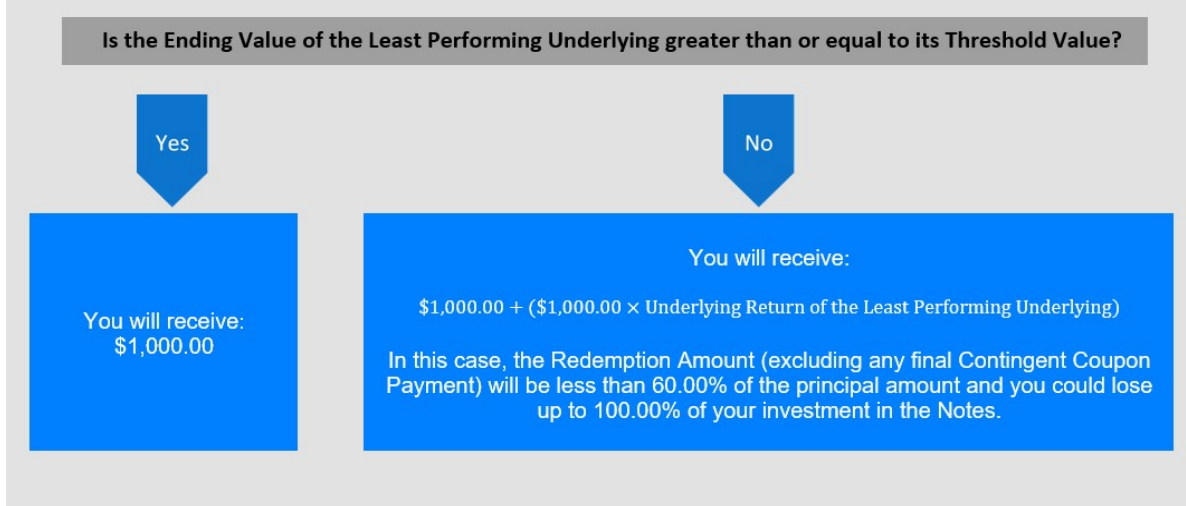 Is the Ending Value of the Least Performing Underlying greater than or equal to its Threshold Value?
Yes
No
You will receive:
$1,000.00
You will receive:
$1,000.00 + ($1,000.00 × Underlying Return of the Least Performing Underlying)
In this case, the Redemption Amount (excluding any final Contingent Coupon
Payment) will be less than 60.00% of the principal amount and you could lose
up to 100.00% of your investment in the Notes.